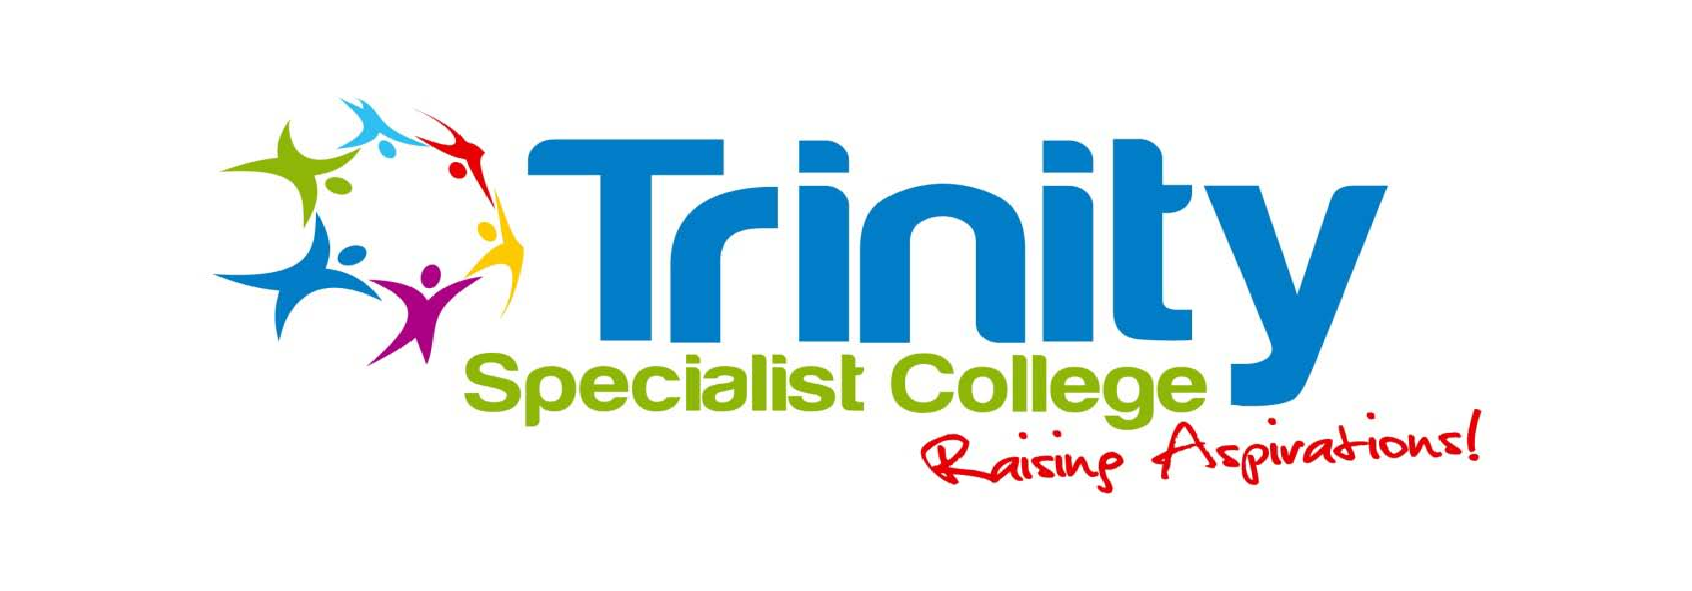 Trinity
Specialist College
Raising Aspirations!